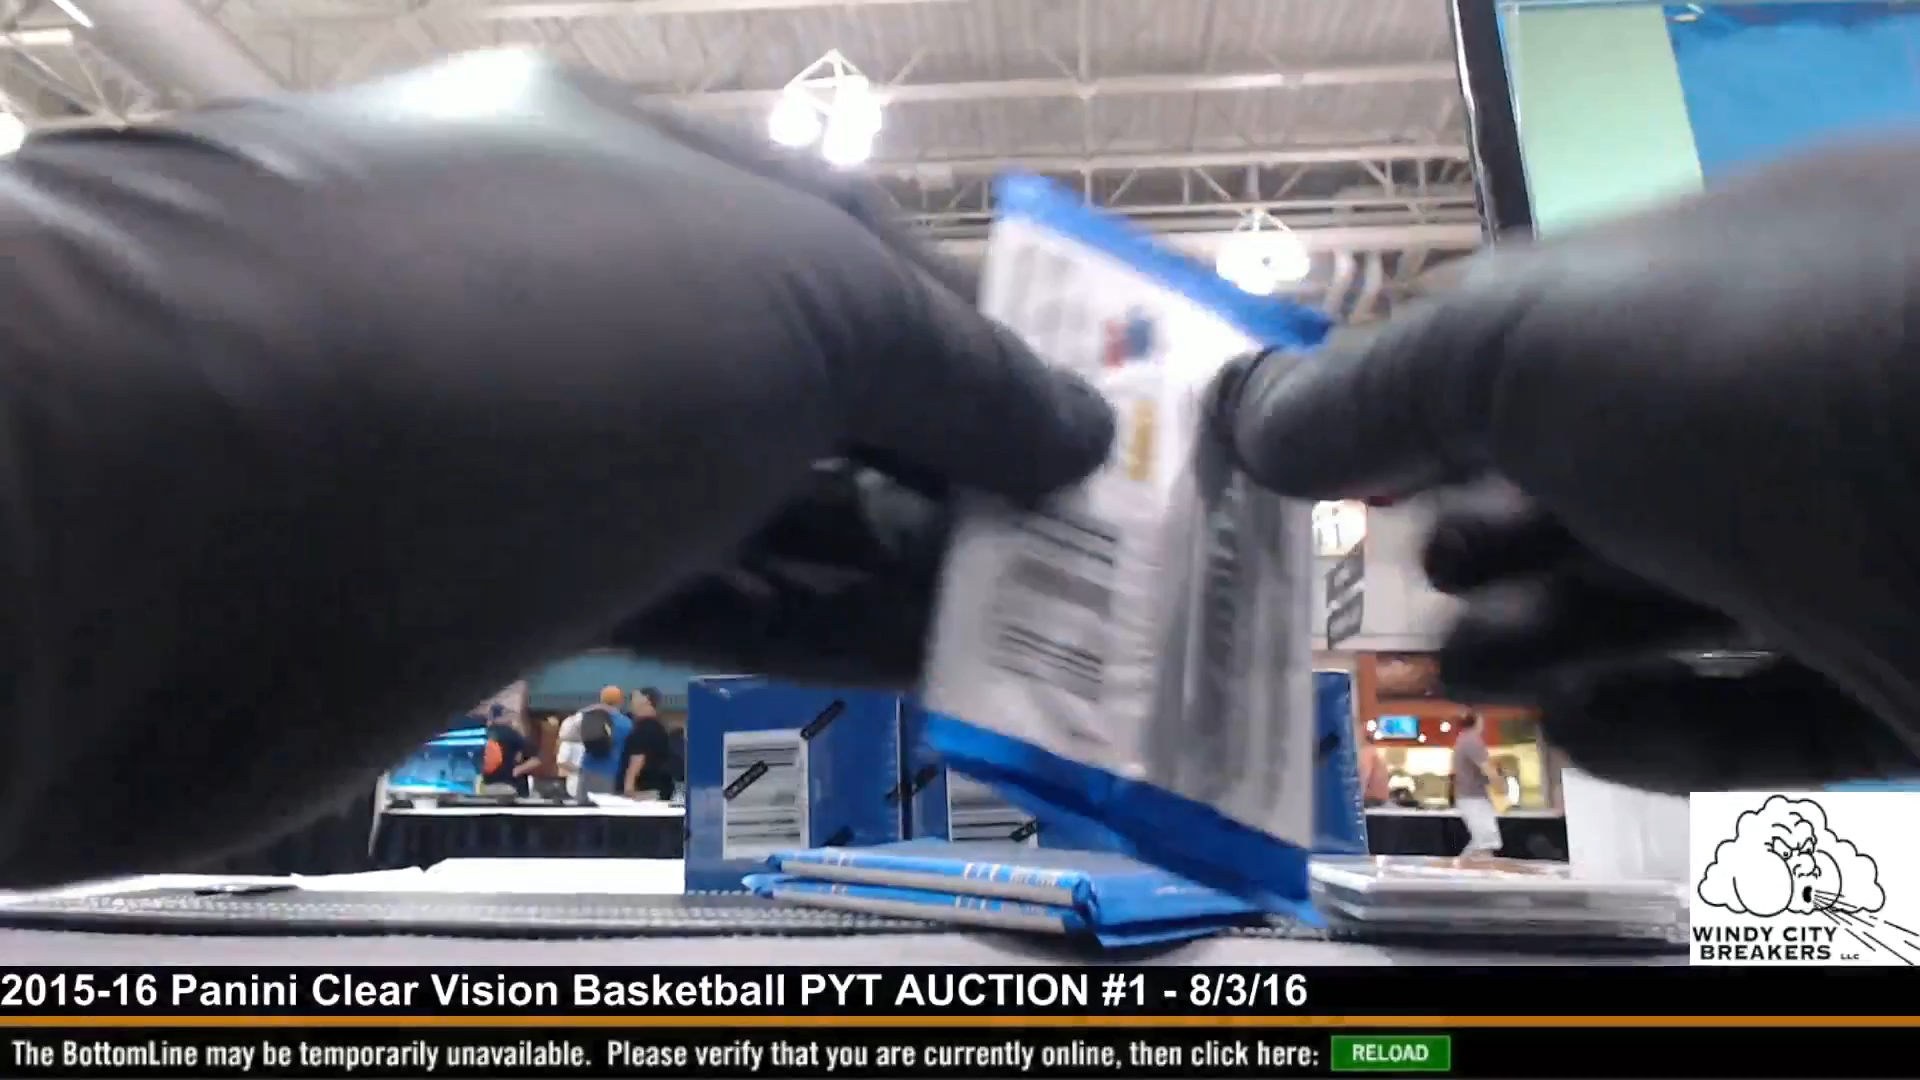 WINDY CITY
BREAKERS LLC
2015-16 Panini Clear Vision Basketball PYT AUCTION #1 - 8/3/16
The BottomLine may be temporarily unavailable. Please verify that you are currently online, then click here: RELOAD